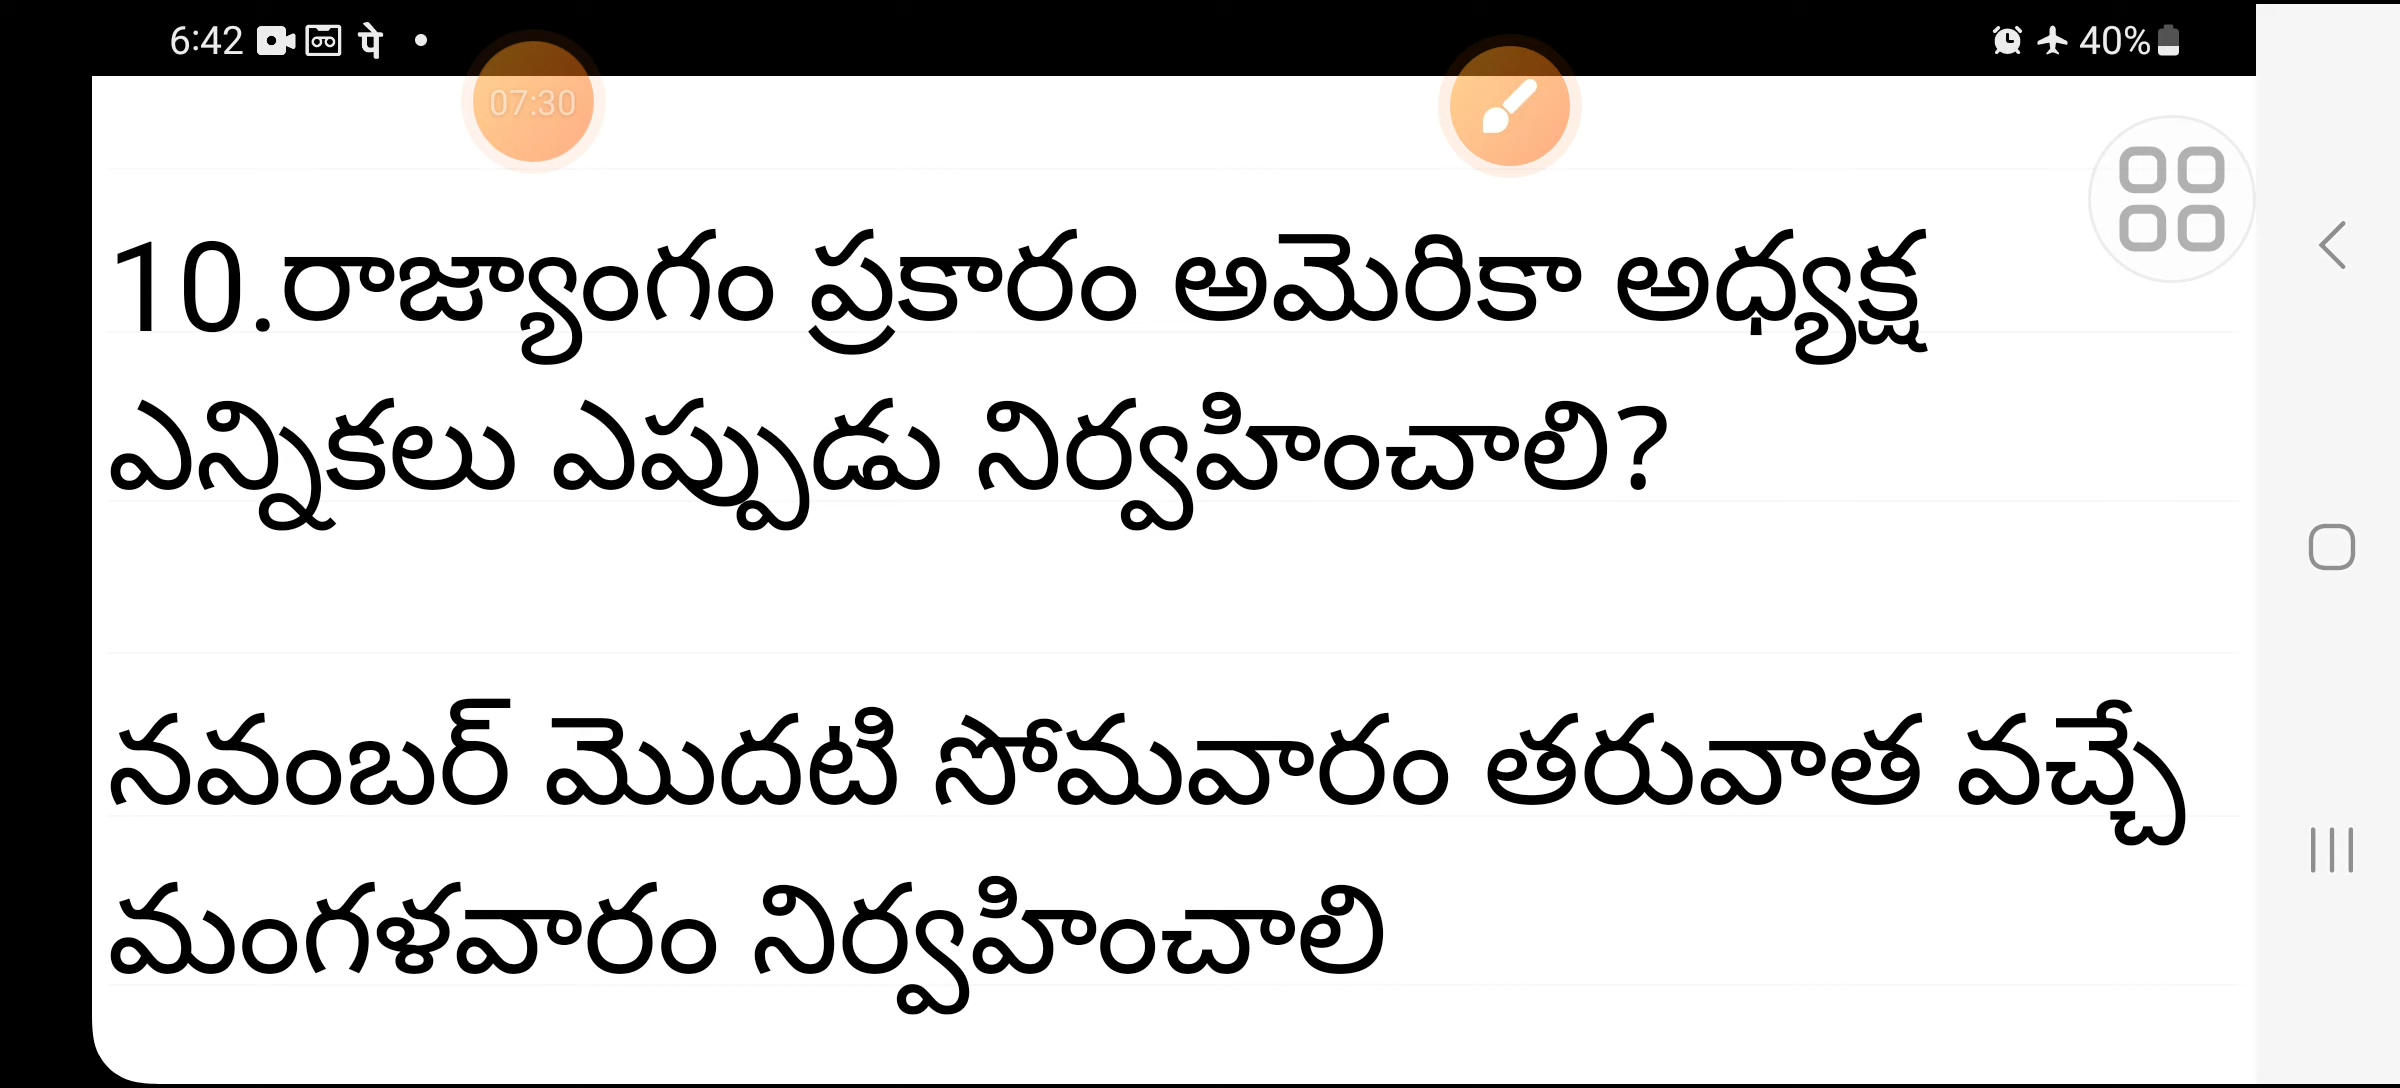 6:42 पे 40%
07:30
10.రాజ్యాంగం ప్రకారం అమెరికా అధ్యక్ష
ఎన్నికలు ఎప్పుడు నిర్వహించాలి?
నవంబర్ మొదటి సోమవారం తరువాత వచ్చే
మంగళవారం నిర్వహించాలి